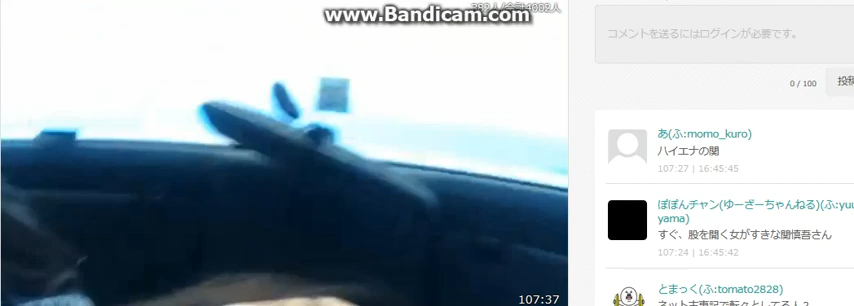 www.Bandicam.com
コメントを送るにはログインが必要です。
0 / 100
投稿
あ(ふ:momo_kuro)
ハイエナの関
107:27 | 16:45:45
ぽぽんチャン(ゆーざーちゃんねる)(ふ:yuu
yama)
すぐ、股を開く女がすきな関慎吾さん
107:24 | 16:45:42
とまっく(ふ:tomato2828)
107:37